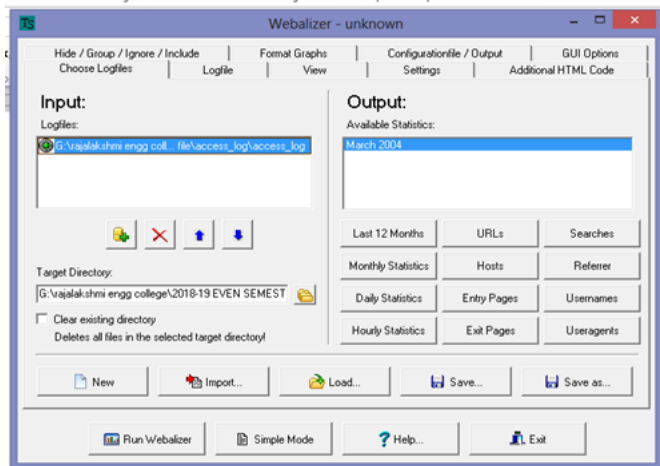 TS
Webalizer - unknown
Hide / Group / Ignore / Include
Format Graphs
Configurationfile / Output
GUI Options
Choose Logfiles
Logfile
View
Settings
Additional HTML Code
Input:
Logfiles:
G:\rajalakshmi engg coll... file\access_log\access_log
Target Directory:
G:\rajalakshmi engg college\2018-19 EVEN SEMEST
Clear existing directory
Deletes all files in the selected target directory!
Output:
Available Statistics:
March 2004
Last 12 Months
URLs
Searches
Monthly Statistics
Hosts
Referrer
Daily Statistics
Entry Pages
Usernames
Hourly Statistics
Exit Pages
Useragents
New
Import...
Load...
Save...
Save as...
Run Webalizer
Simple Mode
Help...
Exit